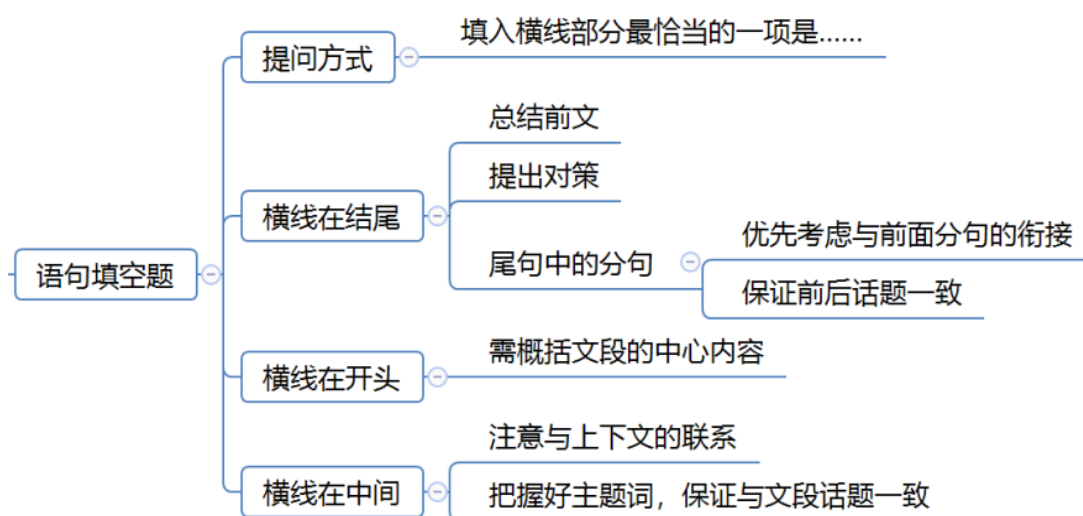 语句填空题
提问方式
填入横线部分最恰当的一项是......
横线在结尾
总结前文
提出对策
尾句中的分句
优先考虑与前面分句的衔接
保证前后话题一致
横线在开头
需概括文段的中心内容
横线在中间
注意与上下文的联系
把握好主题词，保证与文段话题一致